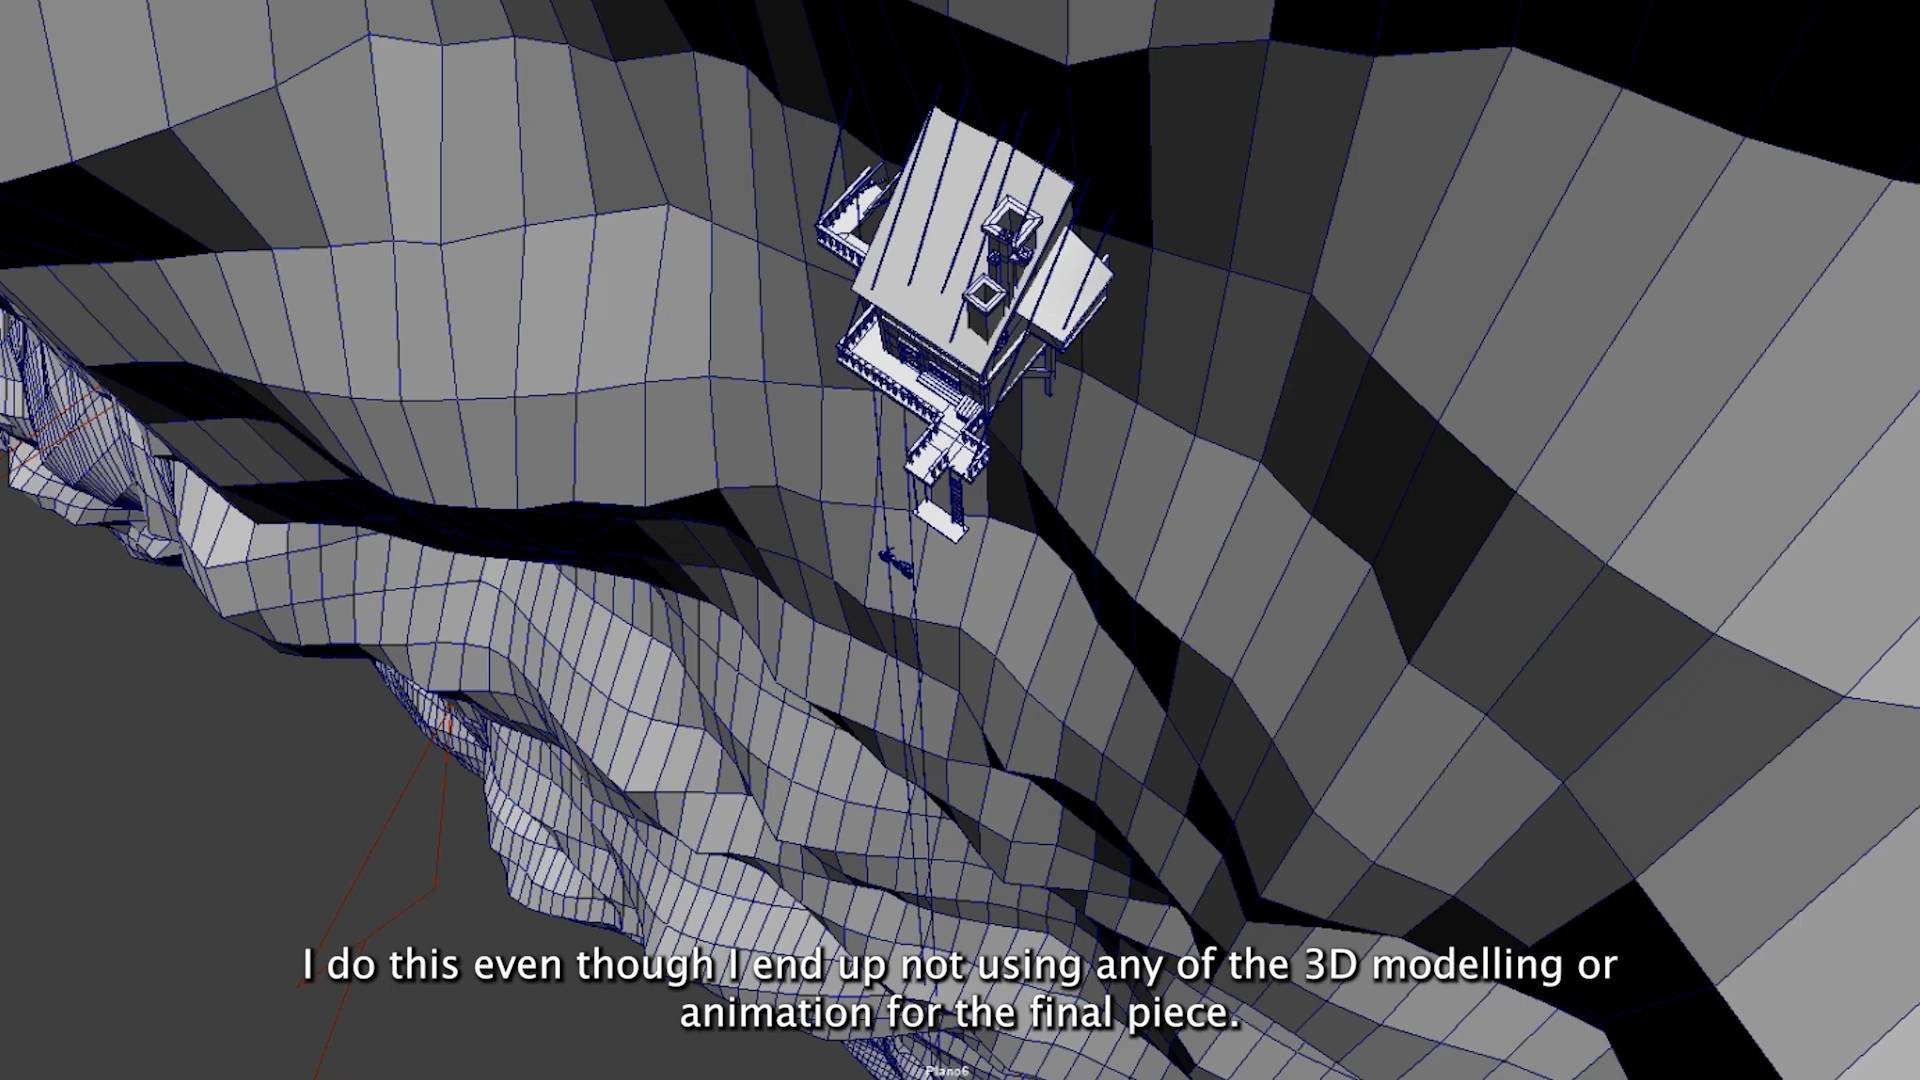 I do this even though I end up not using any of the 3D modelling or
animation for the final piece.
Plano6